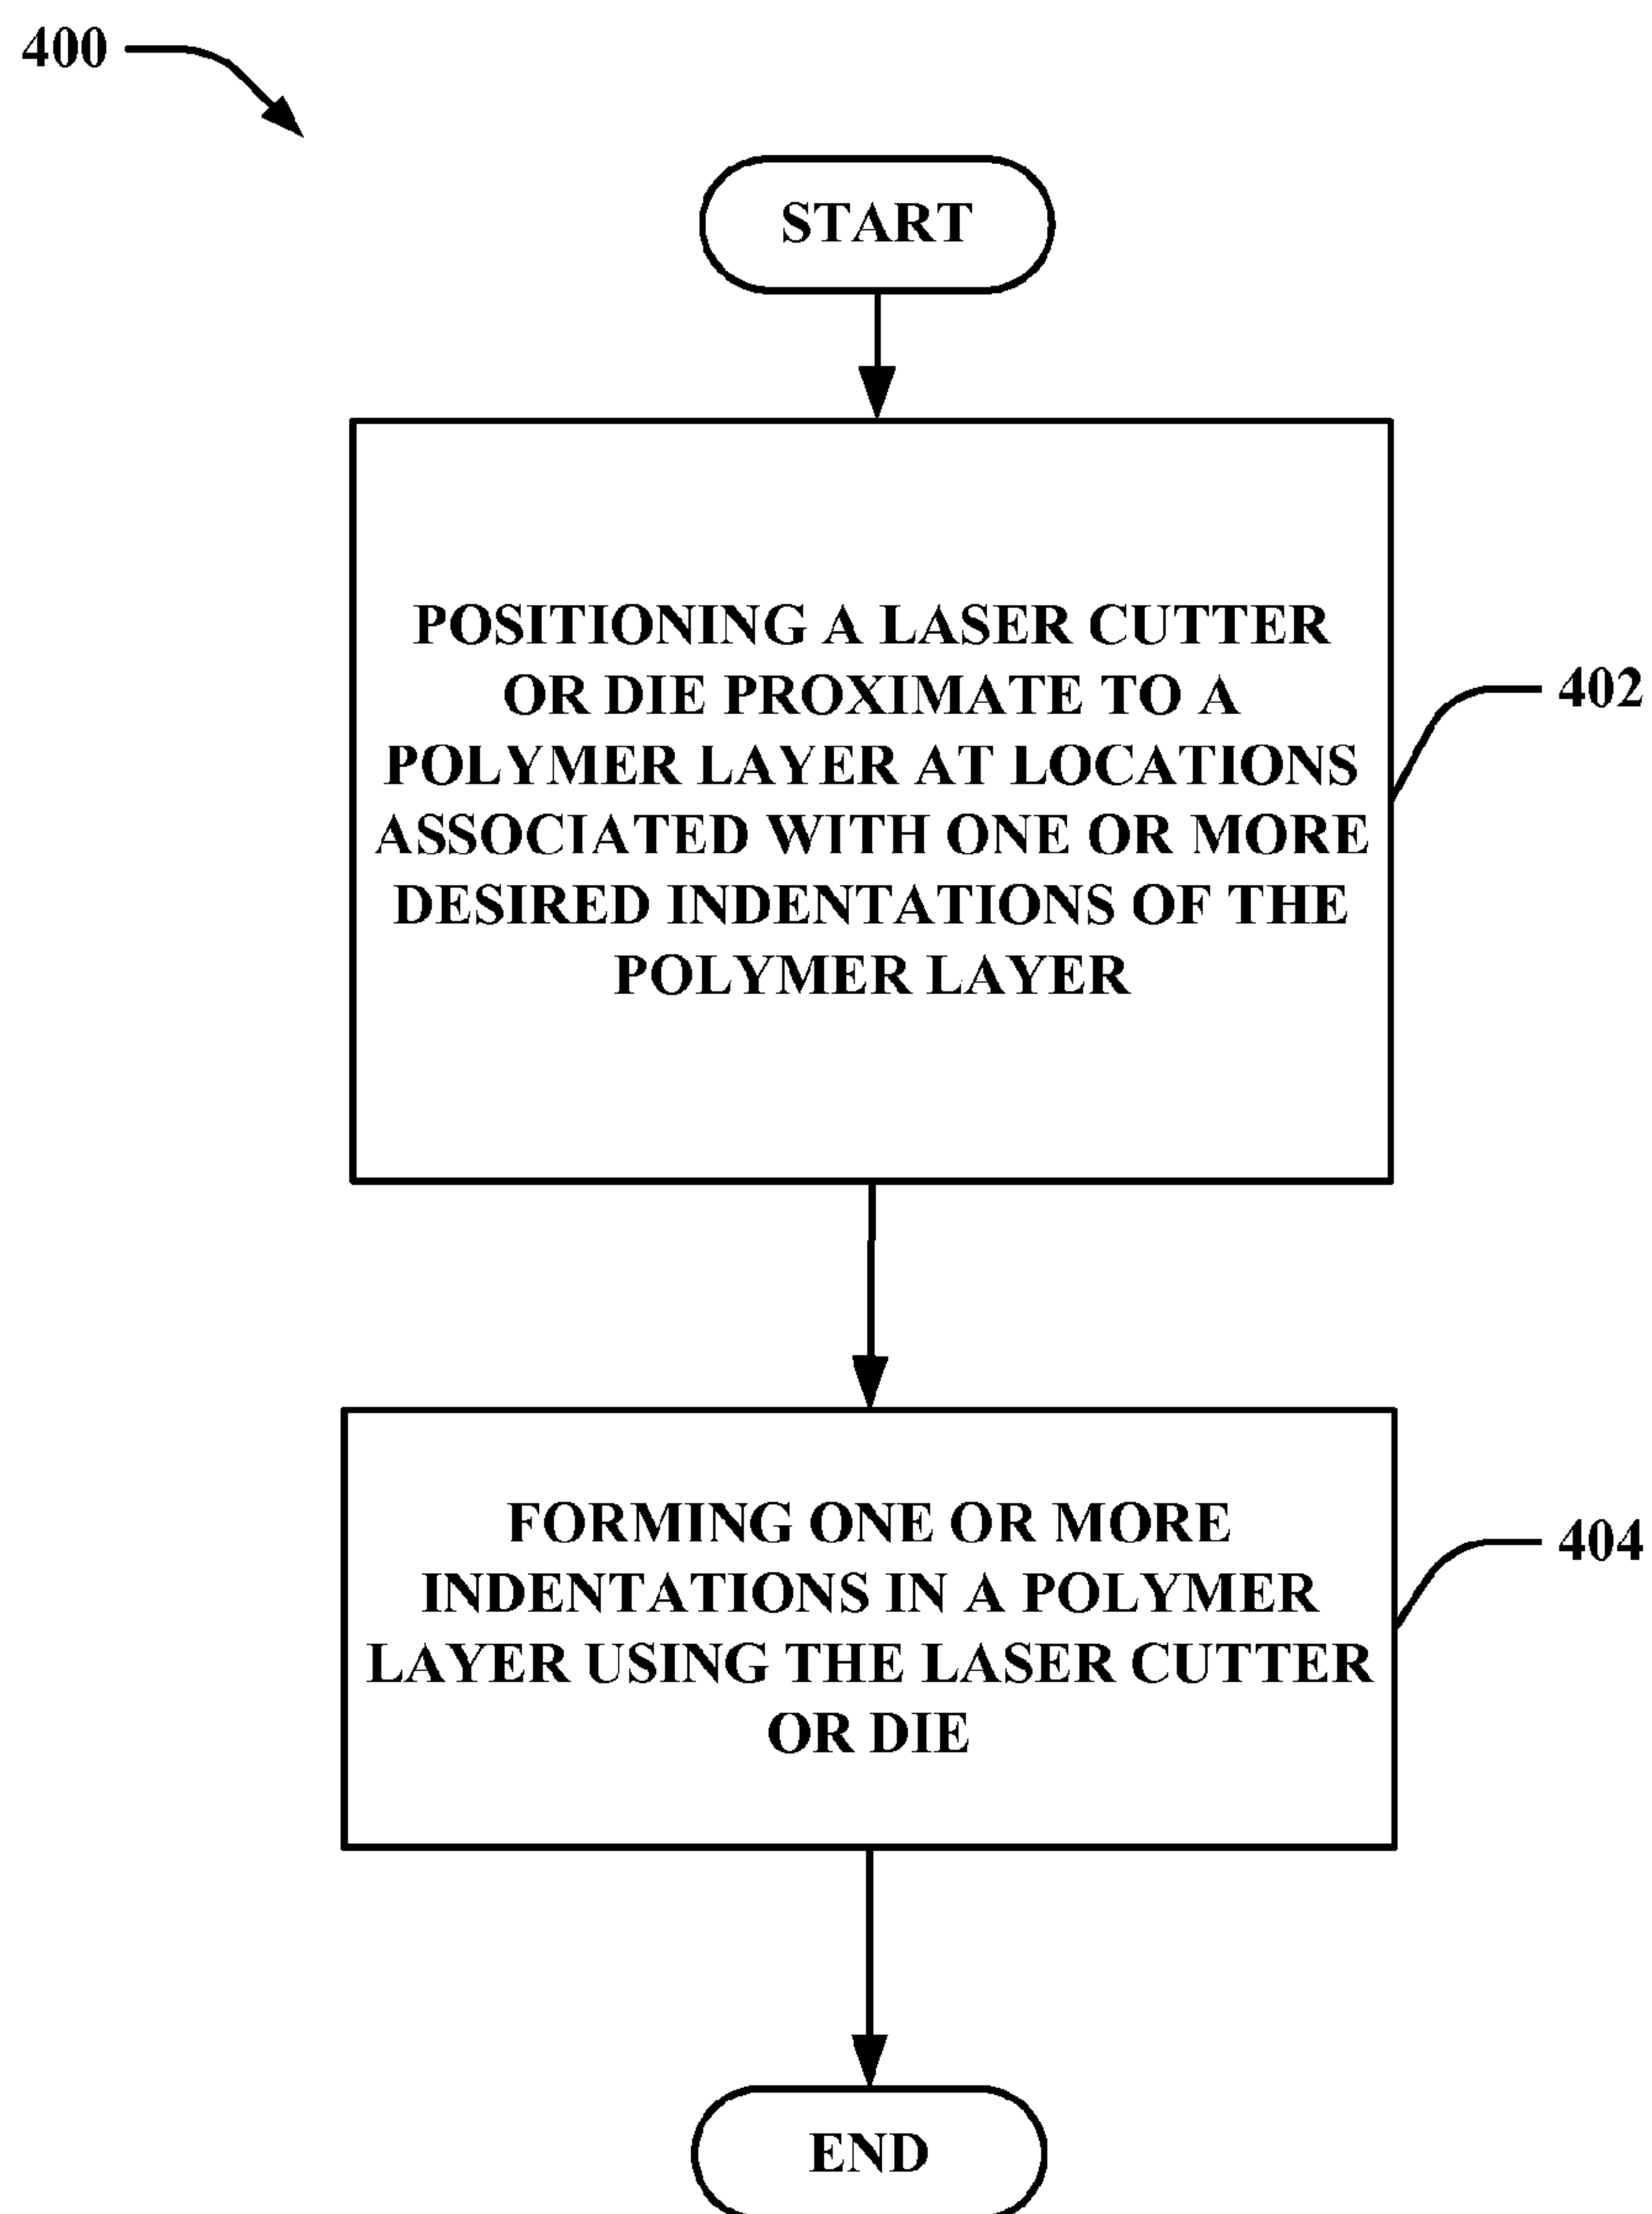 400
START
POSITIONING A LASER CUTTER
OR DIE PROXIMATE TO A
POLYMER LAYER AT LOCATIONS
ASSOCIATED WITH ONE OR MORE
DESIRED INDENTATIONS OF THE
POLYMER LAYER
402
FORMING ONE OR MORE
INDENTATIONS IN A POLYMER
LAYER USING THE LASER CUTTER
OR DIE
404
END